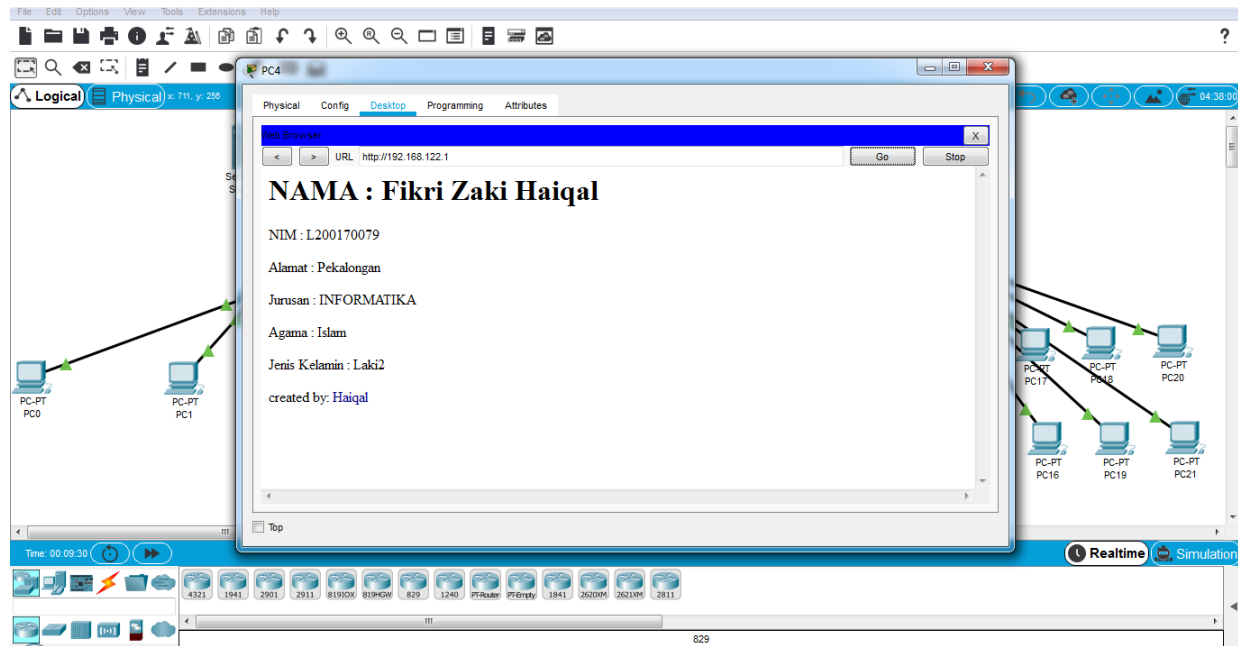 File Edit Options View Tools Extensions Help
?
PC4
Logical Physical x: 711, y: 256
04:38:00
Physical Config Desktop Programming Attributes
Web Browser X
< > URL http://192.168.122.1 Go Stop
NAMA : Fikri Zaki Haiqal
NIM : L200170079
Alamat : Pekalongan
Jurusan : INFORMATIKA
Agama : Islam
Jenis Kelamin : Laki2
created by: Haiqal
Top
PC-PT
PC0
PC-PT
PC1
PC-PT
PC17
PC-PT
PC18
PC-PT
PC20
PC-PT
PC16
PC-PT
PC19
PC-PT
PC21
Time: 00:09:30
Realtime Simulation
4321 1941 2901 2911 819IOX 819HGW 829 1240 PT-Router PT-Empty 1841 2620XM 2621XM 2811
829